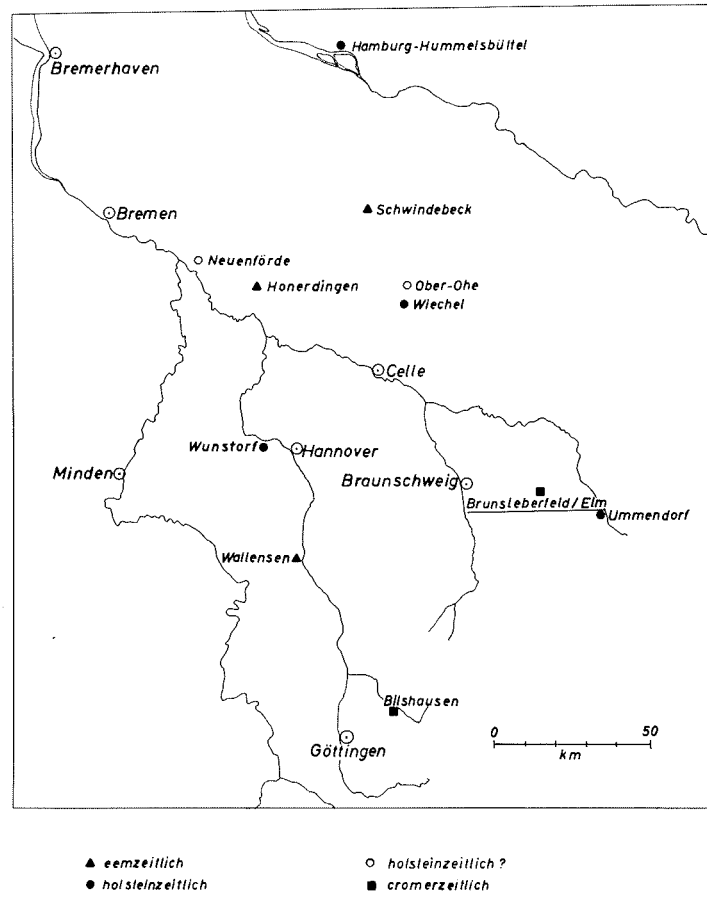 Hamburg-Hummelsbüttel
Bremerhaven
Bremen
Schwindebeck
Neuenförde
Honerdingen
Ober-Ohe
Wiechel
Celle
Wunstorf
Hannover
Minden
Braunschweig
Brunsleberfeld/Elm
Ummendorf
Wallensen
Bilshausen
Göttingen
0 50
km
eemzeitlich holsteinzeitlich ?
holsteinzeitlich cromerzeitlich